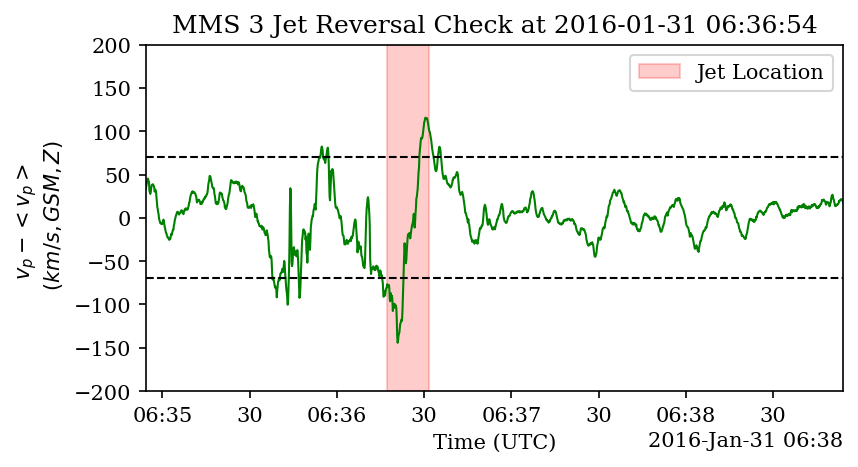 MMS 3 Jet Reversal Check at 2016-01-31 06:36:54
Jet Location
200
150
100
50
0
−50
−100
−150
−200
v_p − <v_p>
(km/s, GSM, Z)
06:35 30 06:36 30 06:37 30 06:38 30
Time (UTC)
2016-Jan-31 06:38